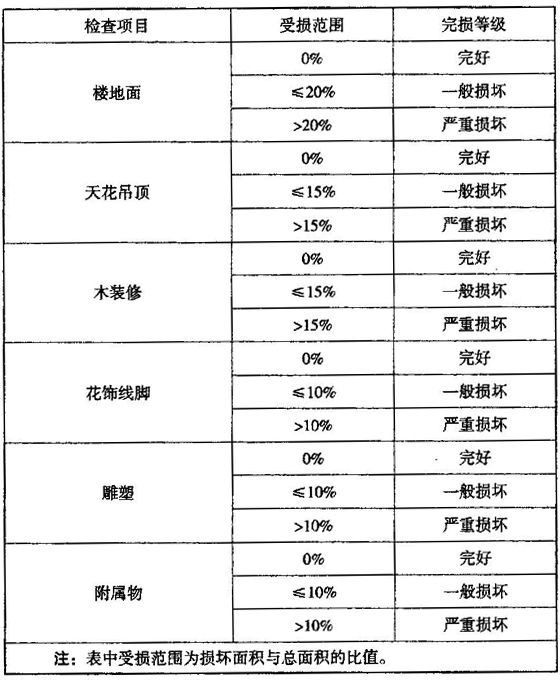 检查项目 受损范围 完损等级
楼地面 0% 完好
≤20% 一般损坏
>20% 严重损坏
天花吊顶 0% 完好
≤15% 一般损坏
>15% 严重损坏
木装修 0% 完好
≤15% 一般损坏
>15% 严重损坏
花饰线脚 0% 完好
≤10% 一般损坏
>10% 严重损坏
雕塑 0% 完好
≤10% 一般损坏
>10% 严重损坏
附属物 0% 完好
≤10% 一般损坏
>10% 严重损坏
注：表中受损范围为损坏面积与总面积的比值。